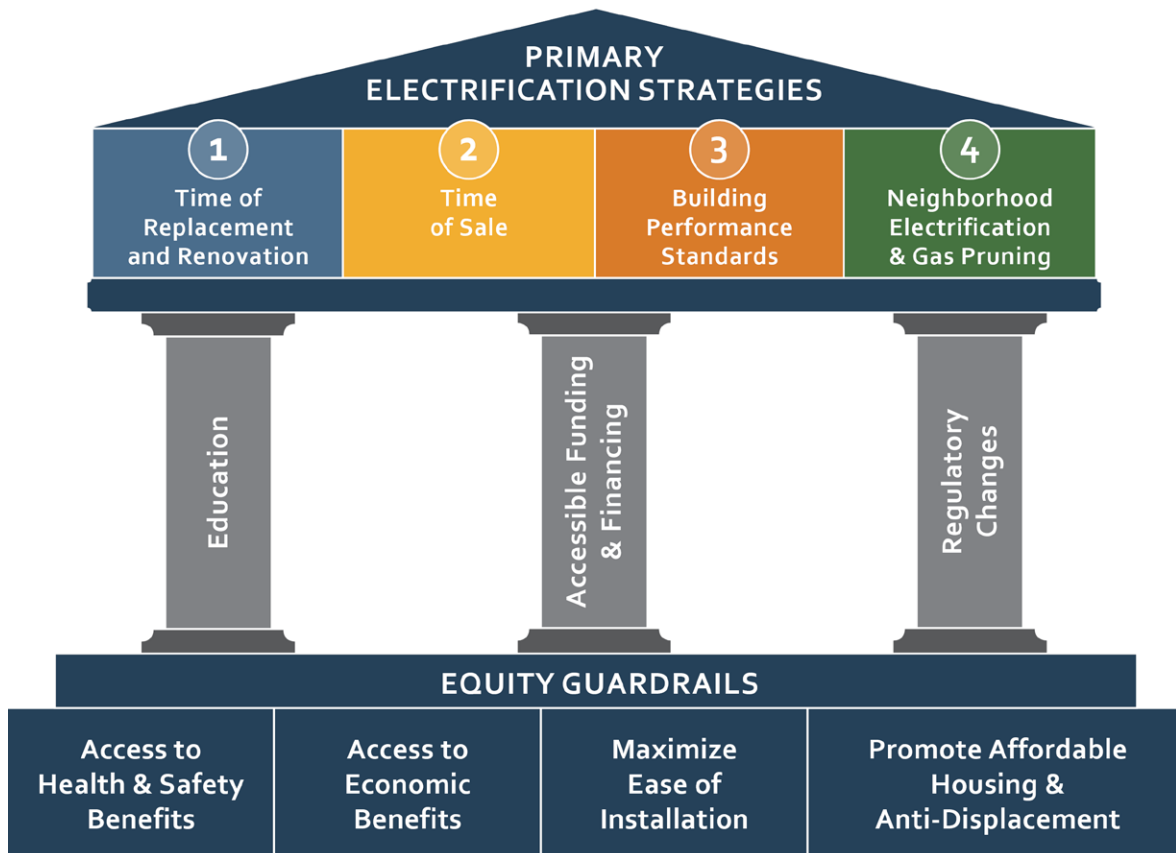 PRIMARY
ELECTRIFICATION STRATEGIES
1
Time of
Replacement
and Renovation
2
Time
of Sale
3
Building
Performance
Standards
4
Neighborhood
Electrification
& Gas Pruning
Education
Accessible Funding
& Financing
Regulatory
Changes
EQUITY GUARDRAILS
Access to
Health & Safety
Benefits
Access to
Economic
Benefits
Maximize
Ease of
Installation
Promote Affordable
Housing &
Anti-Displacement